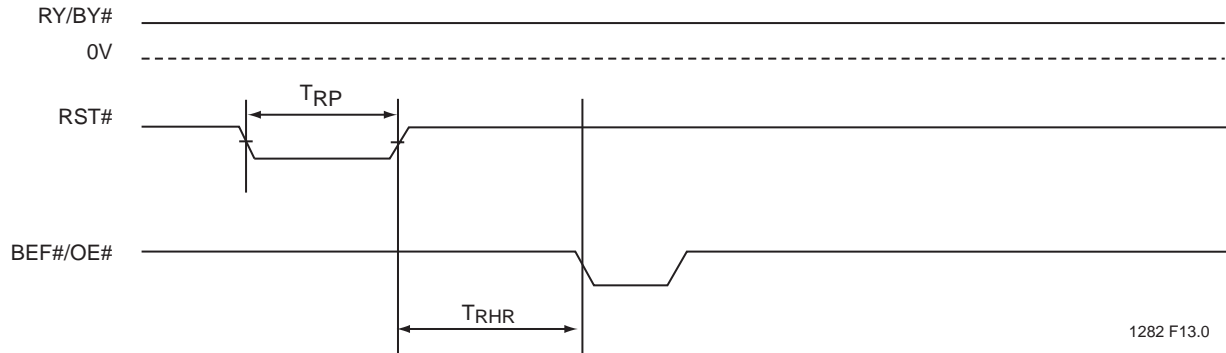 RY/BY#
0V
TRP
RST#
BEF#/OE#
TRHR
1282 F13.0